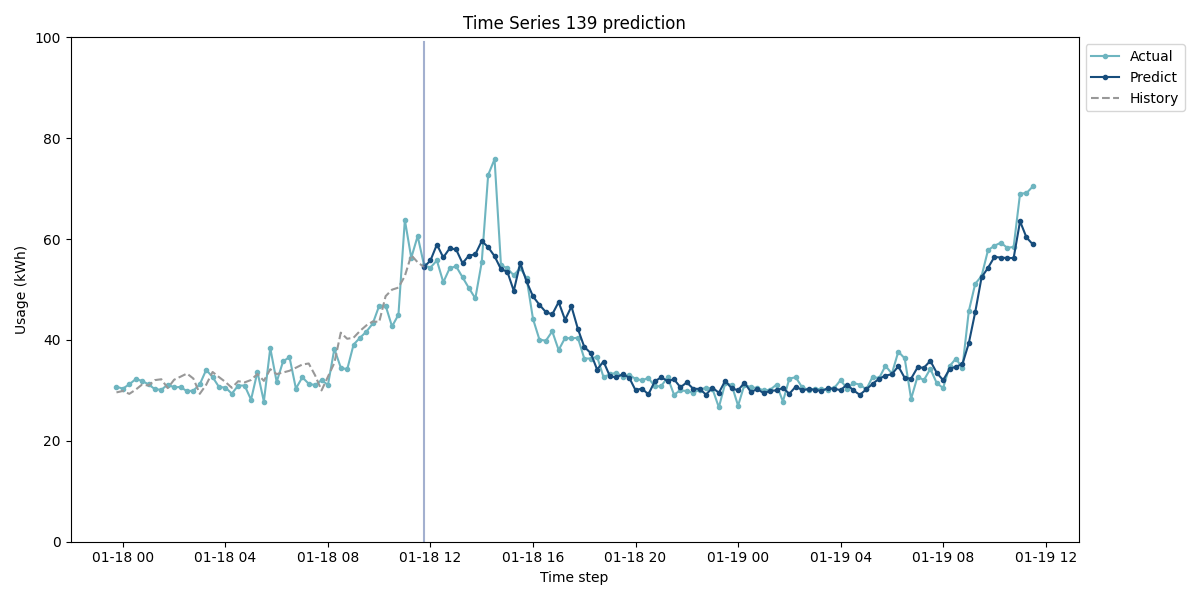 Time Series 139 prediction
100
80
60
40
20
0
Usage (kWh)
01-18 00
01-18 04
01-18 08
01-18 12
01-18 16
01-18 20
01-19 00
01-19 04
01-19 08
01-19 12
Time step
Actual
Predict
History